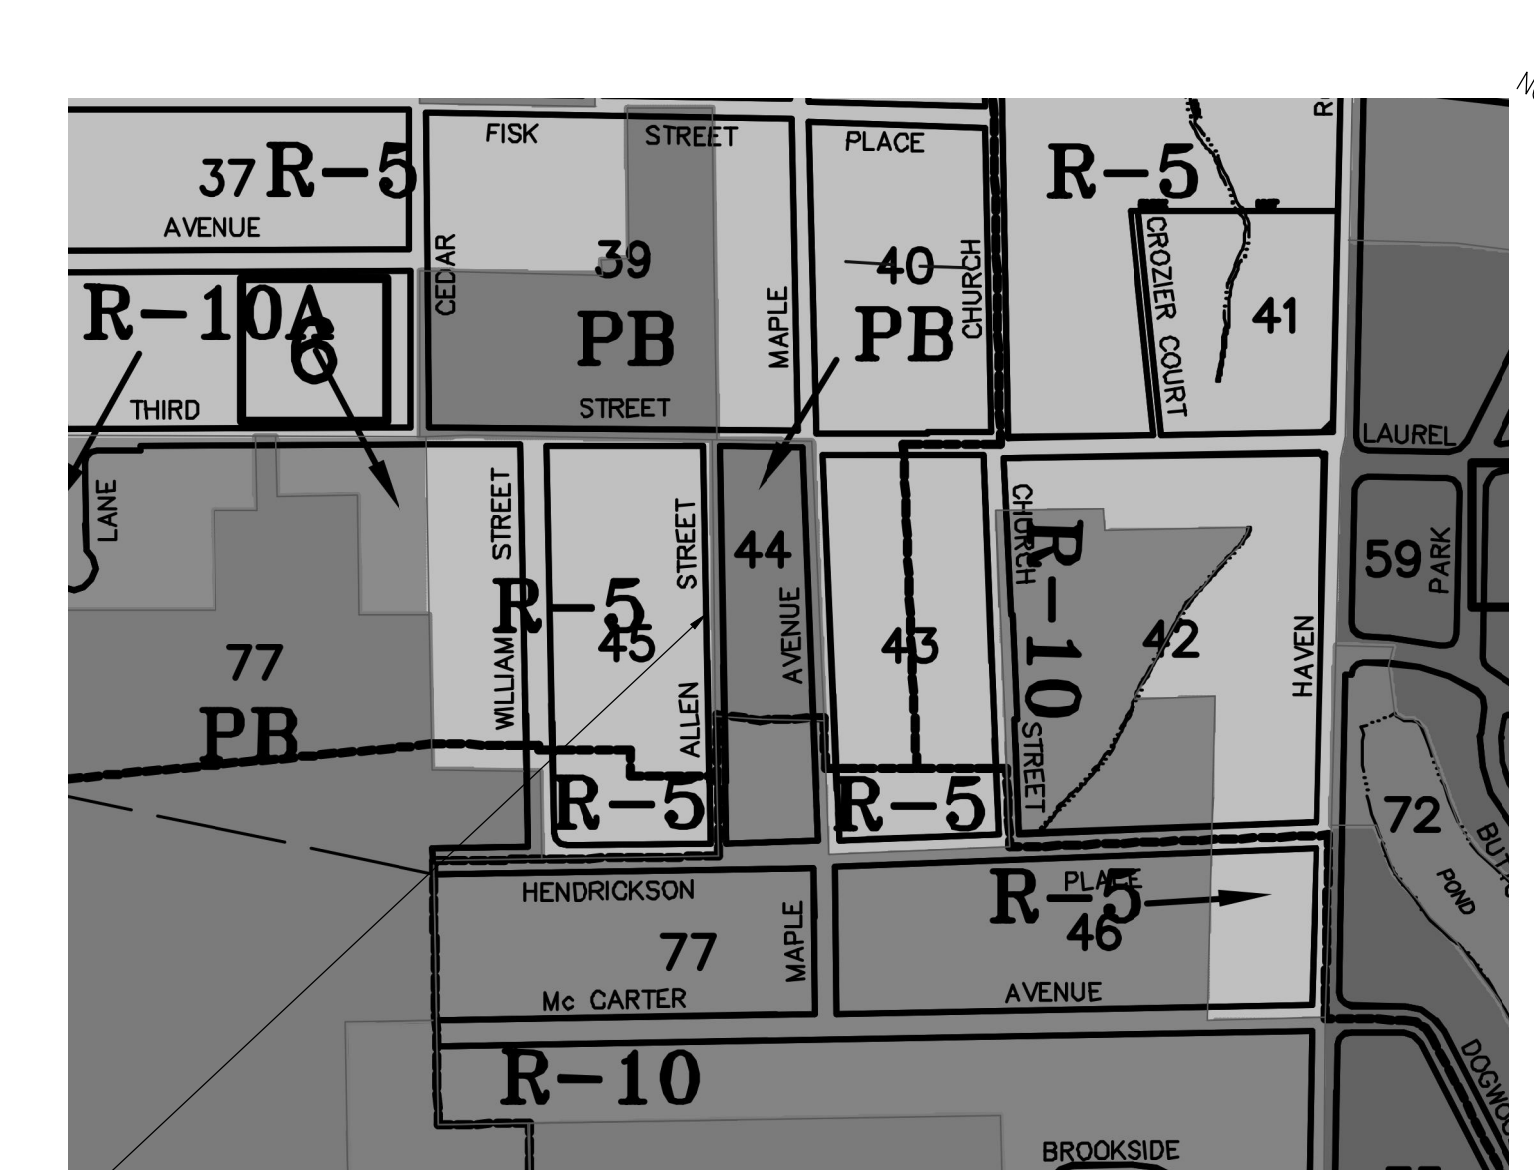 FISK
STREET
PLACE
37
R-5
R-5
AVENUE
CEDAR
39
40
CHURCH
CROZIER COURT
R-10A
6
PB
MAPLE
PB
41
THIRD
STREET
LAUREL
LANE
WILLIAM STREET
ALLEN STREET
44
AVENUE
CHURCH STREET
R-10
59
PARK
R-5
45
43
42
HAVEN
77
PB
R-5
R-5
72
POND
HENDRICKSON
PLACE
R-5
46
77
MAPLE
Mc CARTER
AVENUE
R-10
BROOKSIDE